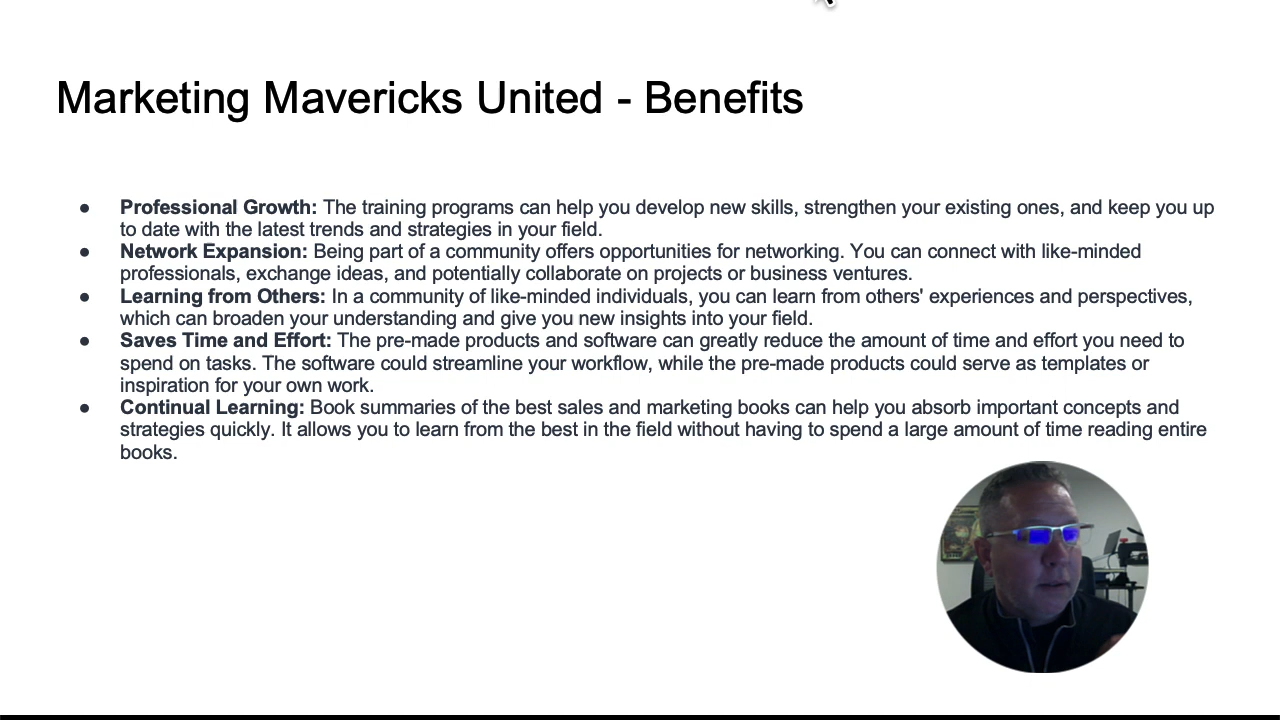 Marketing Mavericks United - Benefits
● Professional Growth: The training programs can help you develop new skills, strengthen your existing ones, and keep you up
to date with the latest trends and strategies in your field.
● Network Expansion: Being part of a community offers opportunities for networking. You can connect with like-minded
professionals, exchange ideas, and potentially collaborate on projects or business ventures.
● Learning from Others: In a community of like-minded individuals, you can learn from others' experiences and perspectives,
which can broaden your understanding and give you new insights into your field.
● Saves Time and Effort: The pre-made products and software can greatly reduce the amount of time and effort you need to
spend on tasks. The software could streamline your workflow, while the pre-made products could serve as templates or
inspiration for your own work.
● Continual Learning: Book summaries of the best sales and marketing books can help you absorb important concepts and
strategies quickly. It allows you to learn from the best in the field without having to spend a large amount of time reading entire
books.